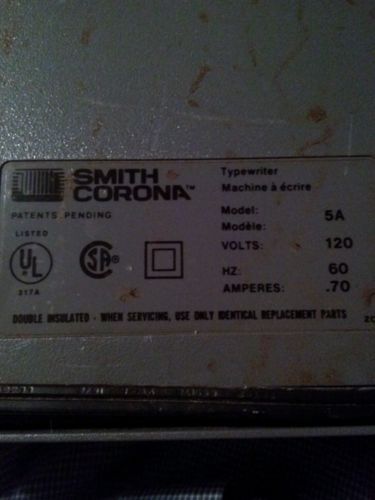 SMITH
CORONA™
Typewriter
Machine à écrire
PATENTS PENDING
Model: 5A
Modèle:
VOLTS: 120
HZ: 60
AMPERES: .70
LISTED
UL
317A
SA®
DOUBLE INSULATED - WHEN SERVICING, USE ONLY IDENTICAL REPLACEMENT PARTS